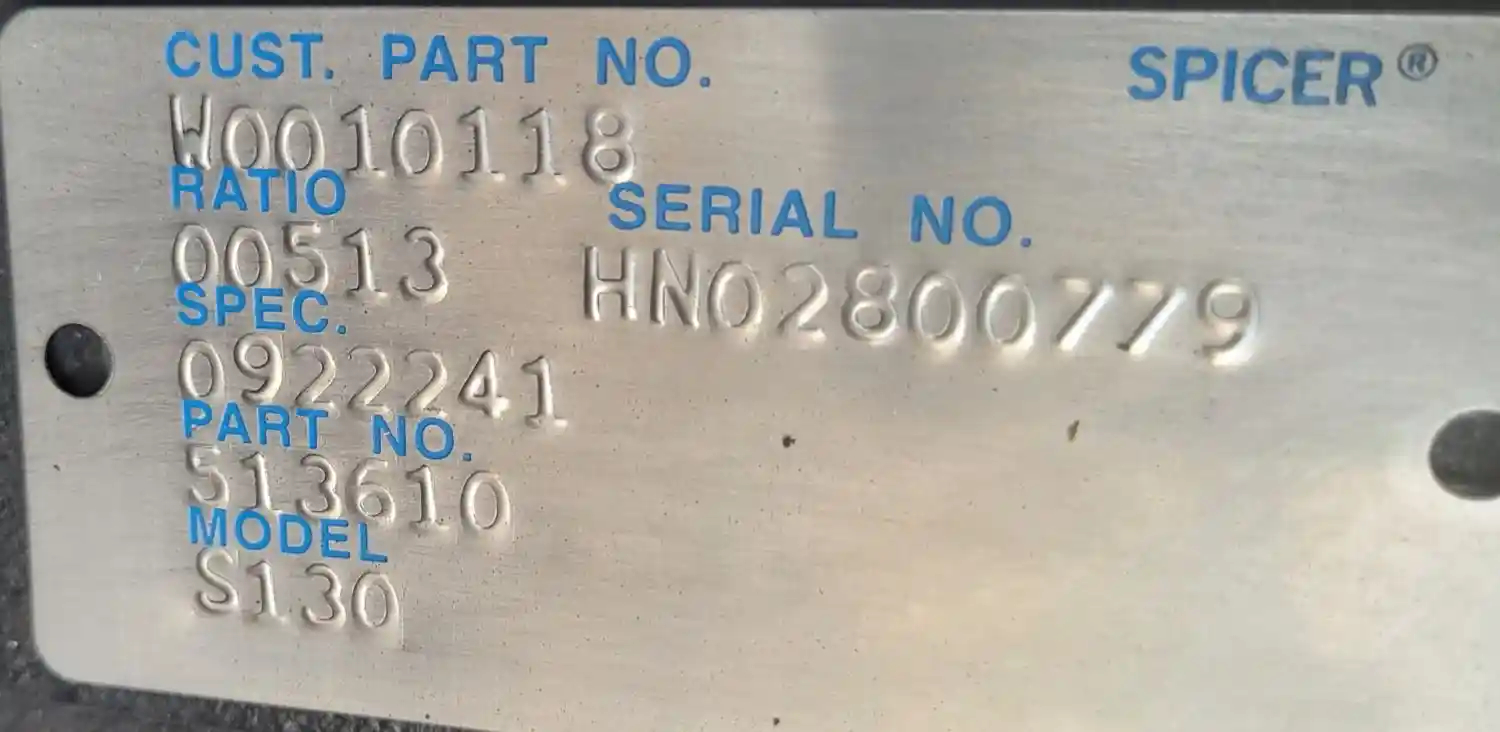 CUST. PART NO.
SPICER®
W0010118
RATIO
SERIAL NO.
00513
HN02800779
SPEC.
0922241
PART NO.
513610
MODEL
S130